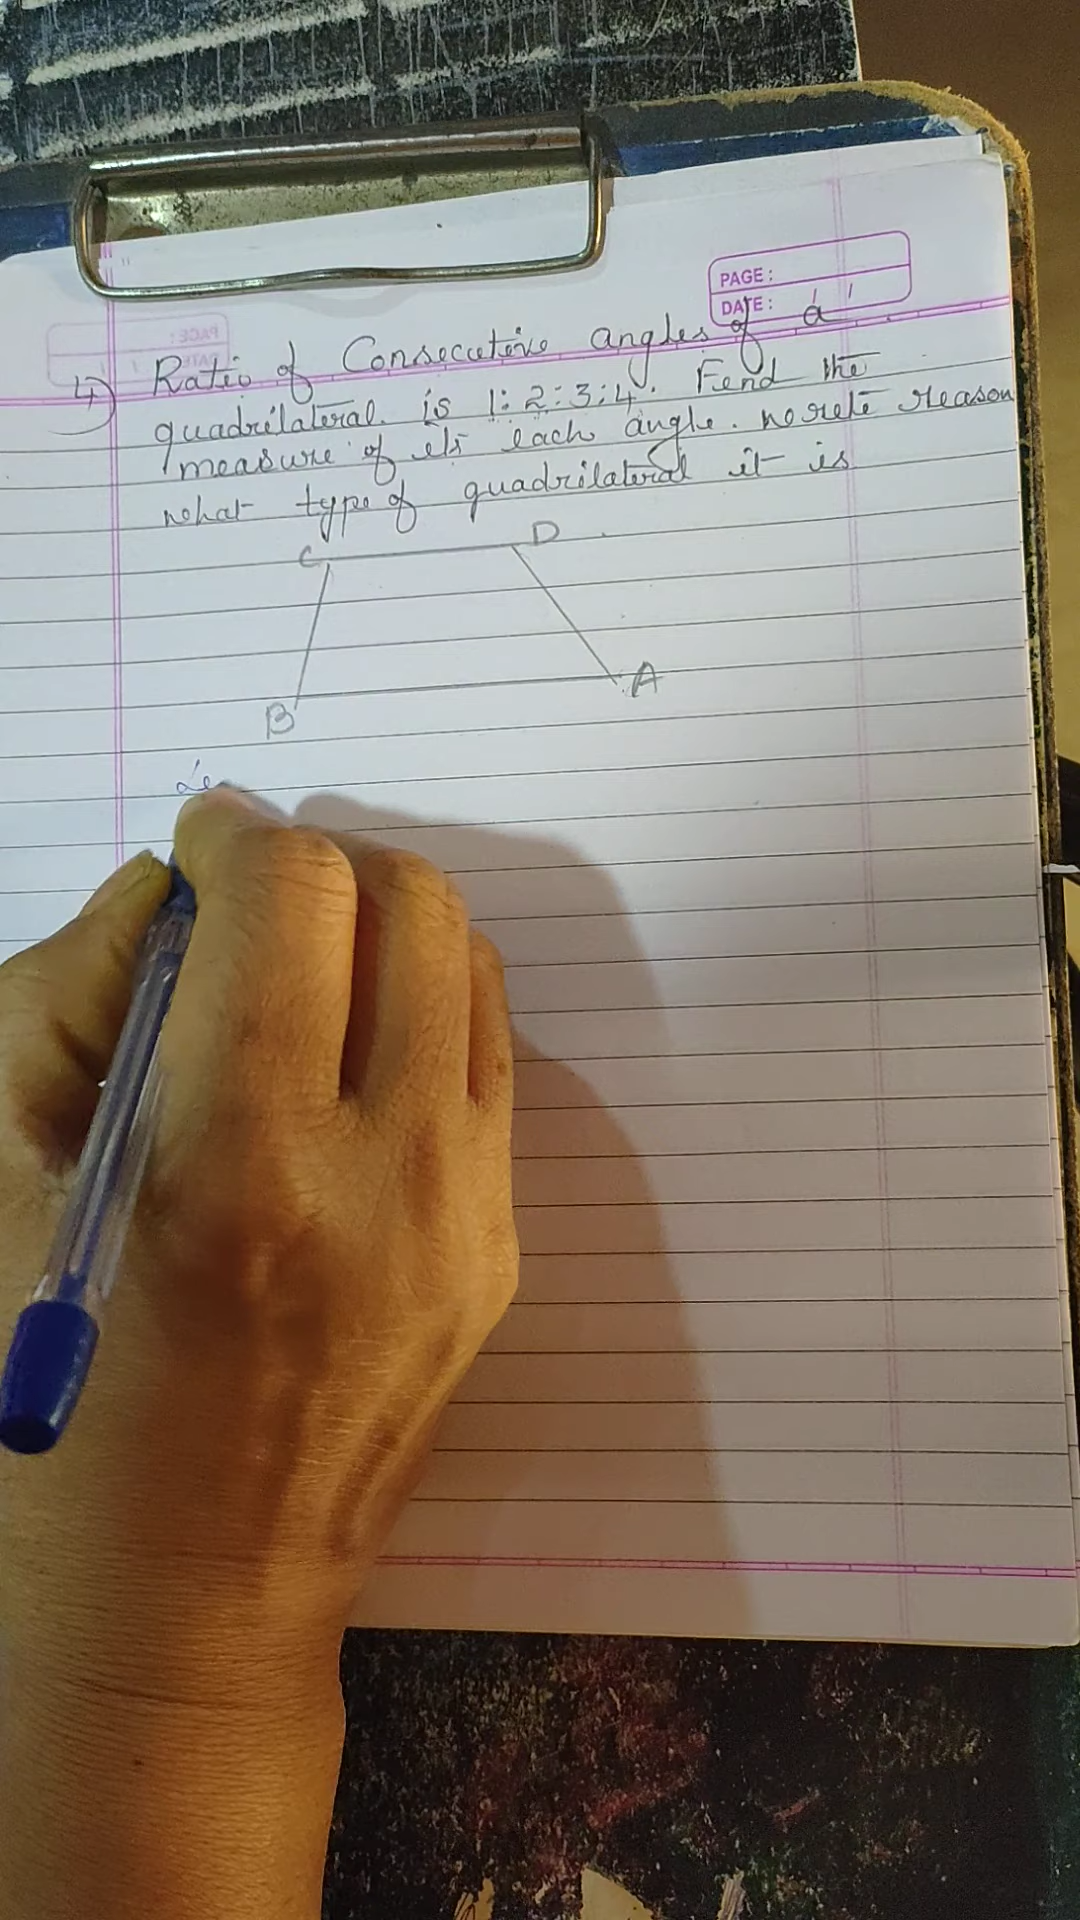 PAGE :
DATE :
4) Ratio of Consecutive angles of a
quadrilateral is 1:2:3:4. Find the
measure of its each angle. write reason
what type of quadrilateral it is
C D
B A
Le